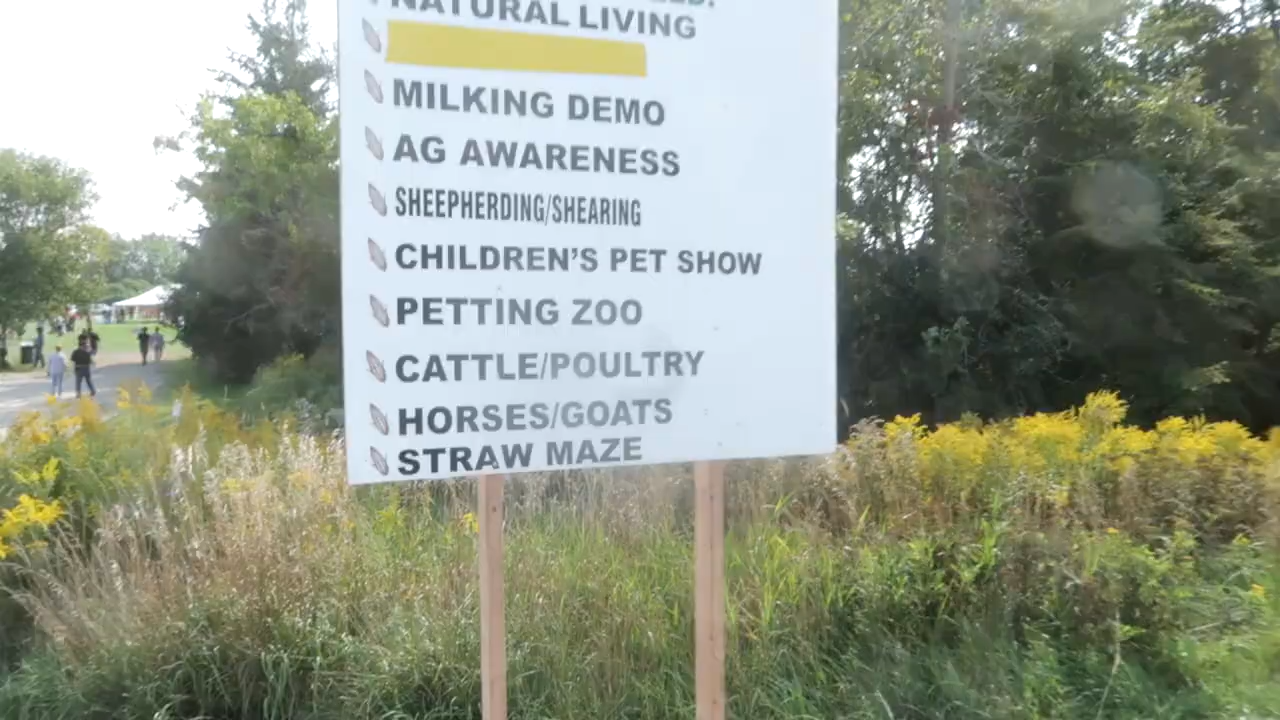 NATURAL LIVING
MILKING DEMO
AG AWARENESS
SHEEPHERDING/SHEARING
CHILDREN'S PET SHOW
PETTING ZOO
CATTLE/POULTRY
HORSES/GOATS
STRAW MAZE